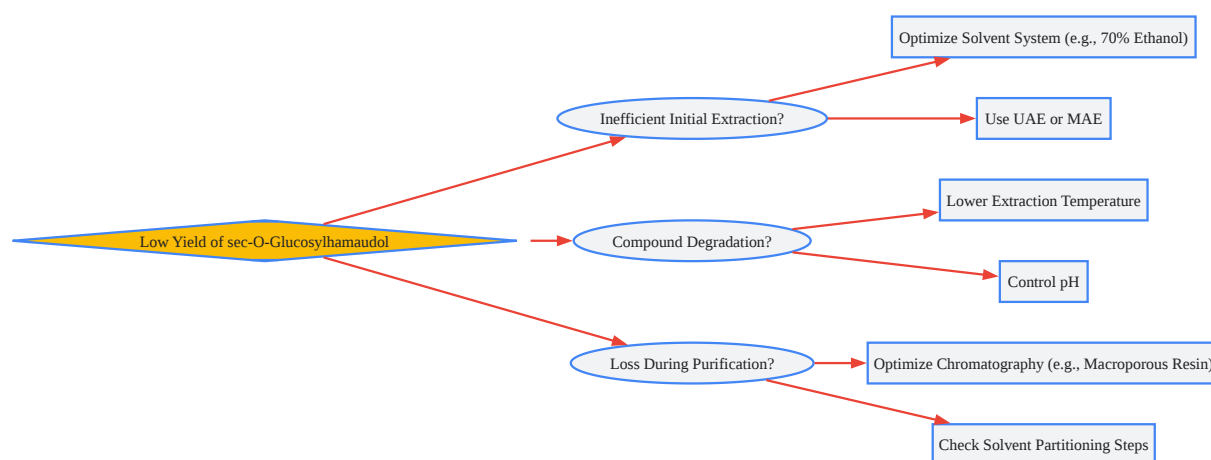 Optimize Solvent System (e.g., 70% Ethanol)
Inefficient Initial Extraction?
Use UAE or MAE
Lower Extraction Temperature
Low Yield of sec-O-Glucosylhamaudol
Compound Degradation?
Control pH
Loss During Purification?
Optimize Chromatography (e.g., Macroporous Resin)
Check Solvent Partitioning Steps